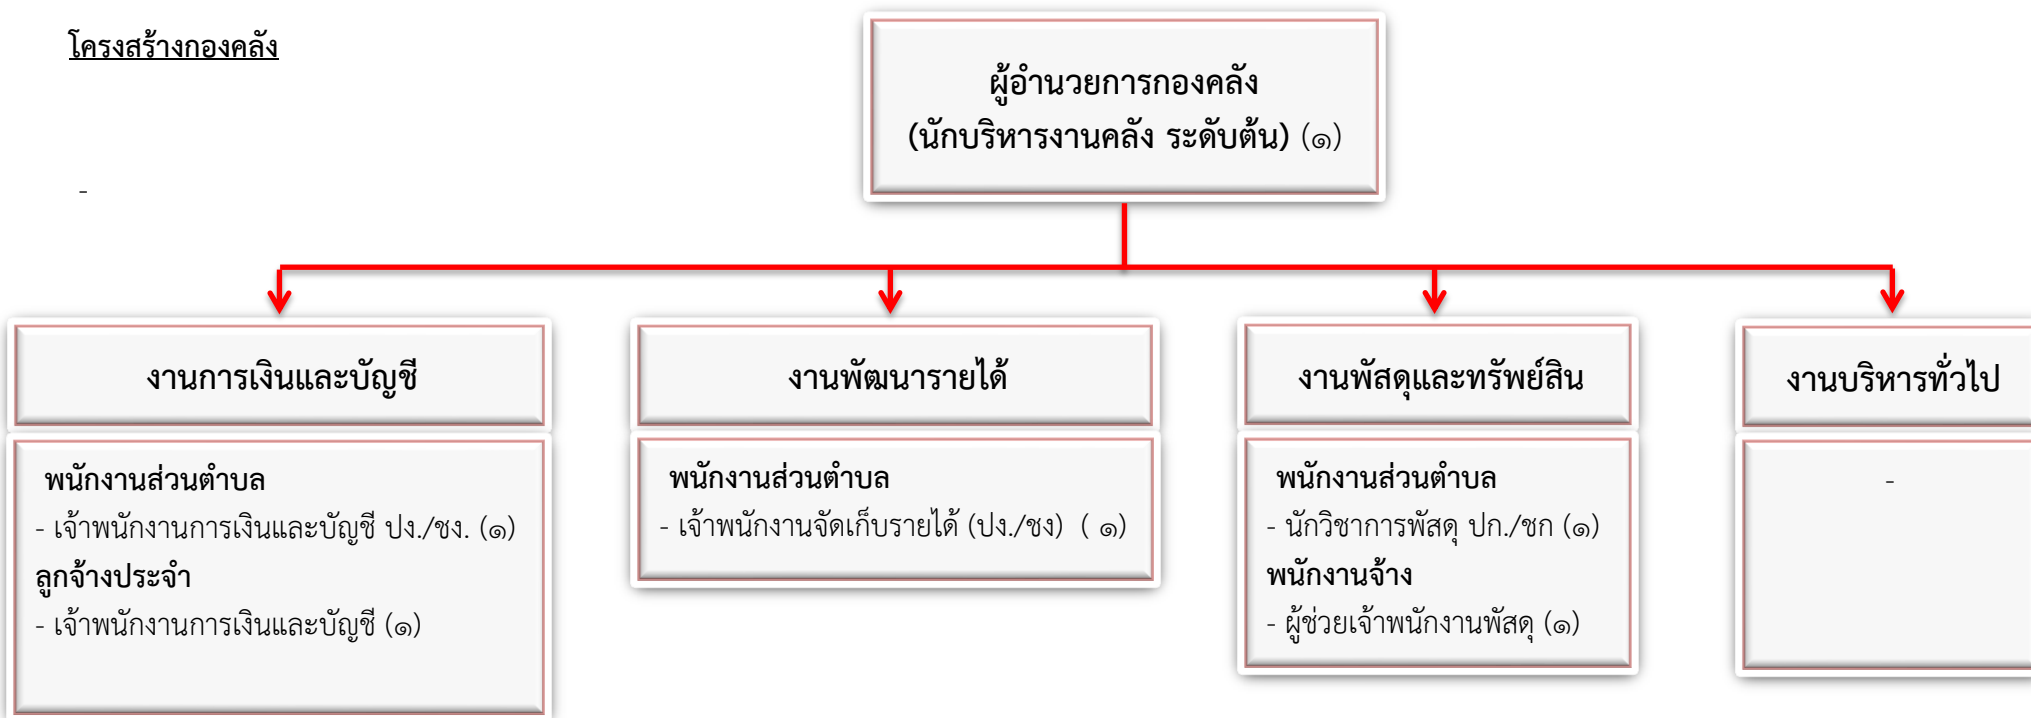 โครงสร้างกองคลัง
ผู้อำนวยการกองคลัง
(นักบริหารงานคลัง ระดับต้น) (๑)
-
งานการเงินและบัญชี
พนักงานส่วนตำบล
- เจ้าพนักงานการเงินและบัญชี ปง./ชง. (๑)
ลูกจ้างประจำ
- เจ้าพนักงานการเงินและบัญชี (๑)
งานพัฒนารายได้
พนักงานส่วนตำบล
- เจ้าพนักงานจัดเก็บรายได้ (ปง./ชง) ( ๑)
งานพัสดุและทรัพย์สิน
พนักงานส่วนตำบล
- นักวิชาการพัสดุ ปก./ชก (๑)
พนักงานจ้าง
- ผู้ช่วยเจ้าพนักงานพัสดุ (๑)
งานบริหารทั่วไป
-